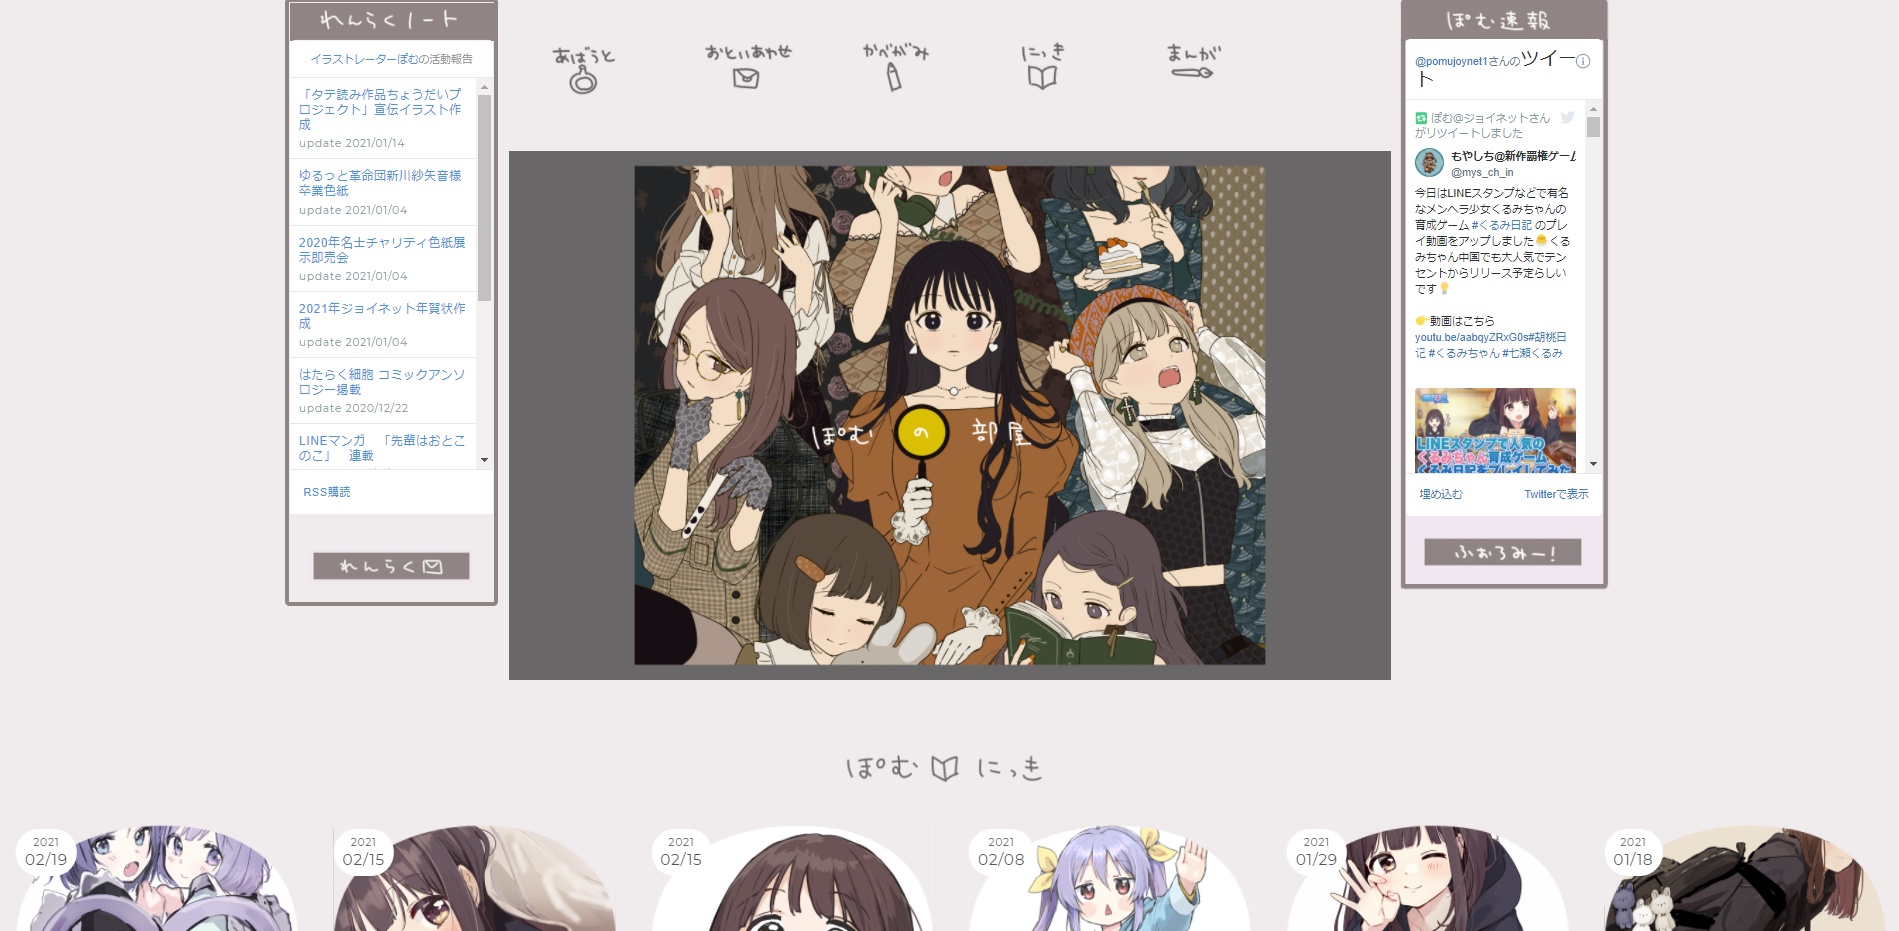 れんらくノート
イラストレーターぽむの活動報告
「タテ読み作品ちょうだいプ
ロジェクト」宣伝イラスト作
成
update 2021/01/14
ゆるっと革命団新川紗矢音様
卒業色紙
update 2021/01/04
2020年名士チャリティ色紙展
示即売会
update 2021/01/04
2021年ジョイネット年賀状作
成
update 2021/01/04
はたらく細胞 コミックアンソ
ロジー掲載
update 2020/12/22
LINEマンガ 「先輩はおとこ
のこ」 連載
RSS購読
れんらく
あばうと
おといあわせ
かべがみ
にっき
まんが
ぽむ の 部屋
ぽむ速報
@pomujoynet1さんのツイー
ト
ぽむ@ジョイネットさん
がリツイートしました
もやしち@新作覇権ゲーム
@mys_ch_in
今日はLINEスタンプなどで有名
なメンヘラ少女くるみちゃんの
育成ゲーム #くるみ日記 のプレ
イ動画をアップしました🐣くる
みちゃん中国でも大人気でテン
セントからリリース予定らしい
です💡
👉動画はこちら
youtu.be/aabqyZRxG0s#胡桃日
记 #くるみちゃん #七瀬くるみ
LINEスタンプで人気の
くるみちゃん育成ゲーム
くるみ日記をプレイしてみた
埋め込む
Twitterで表示
ふぉろみー!
ぽむ にっき
2021
02/19
2021
02/15
2021
02/15
2021
02/08
2021
01/29
2021
01/18